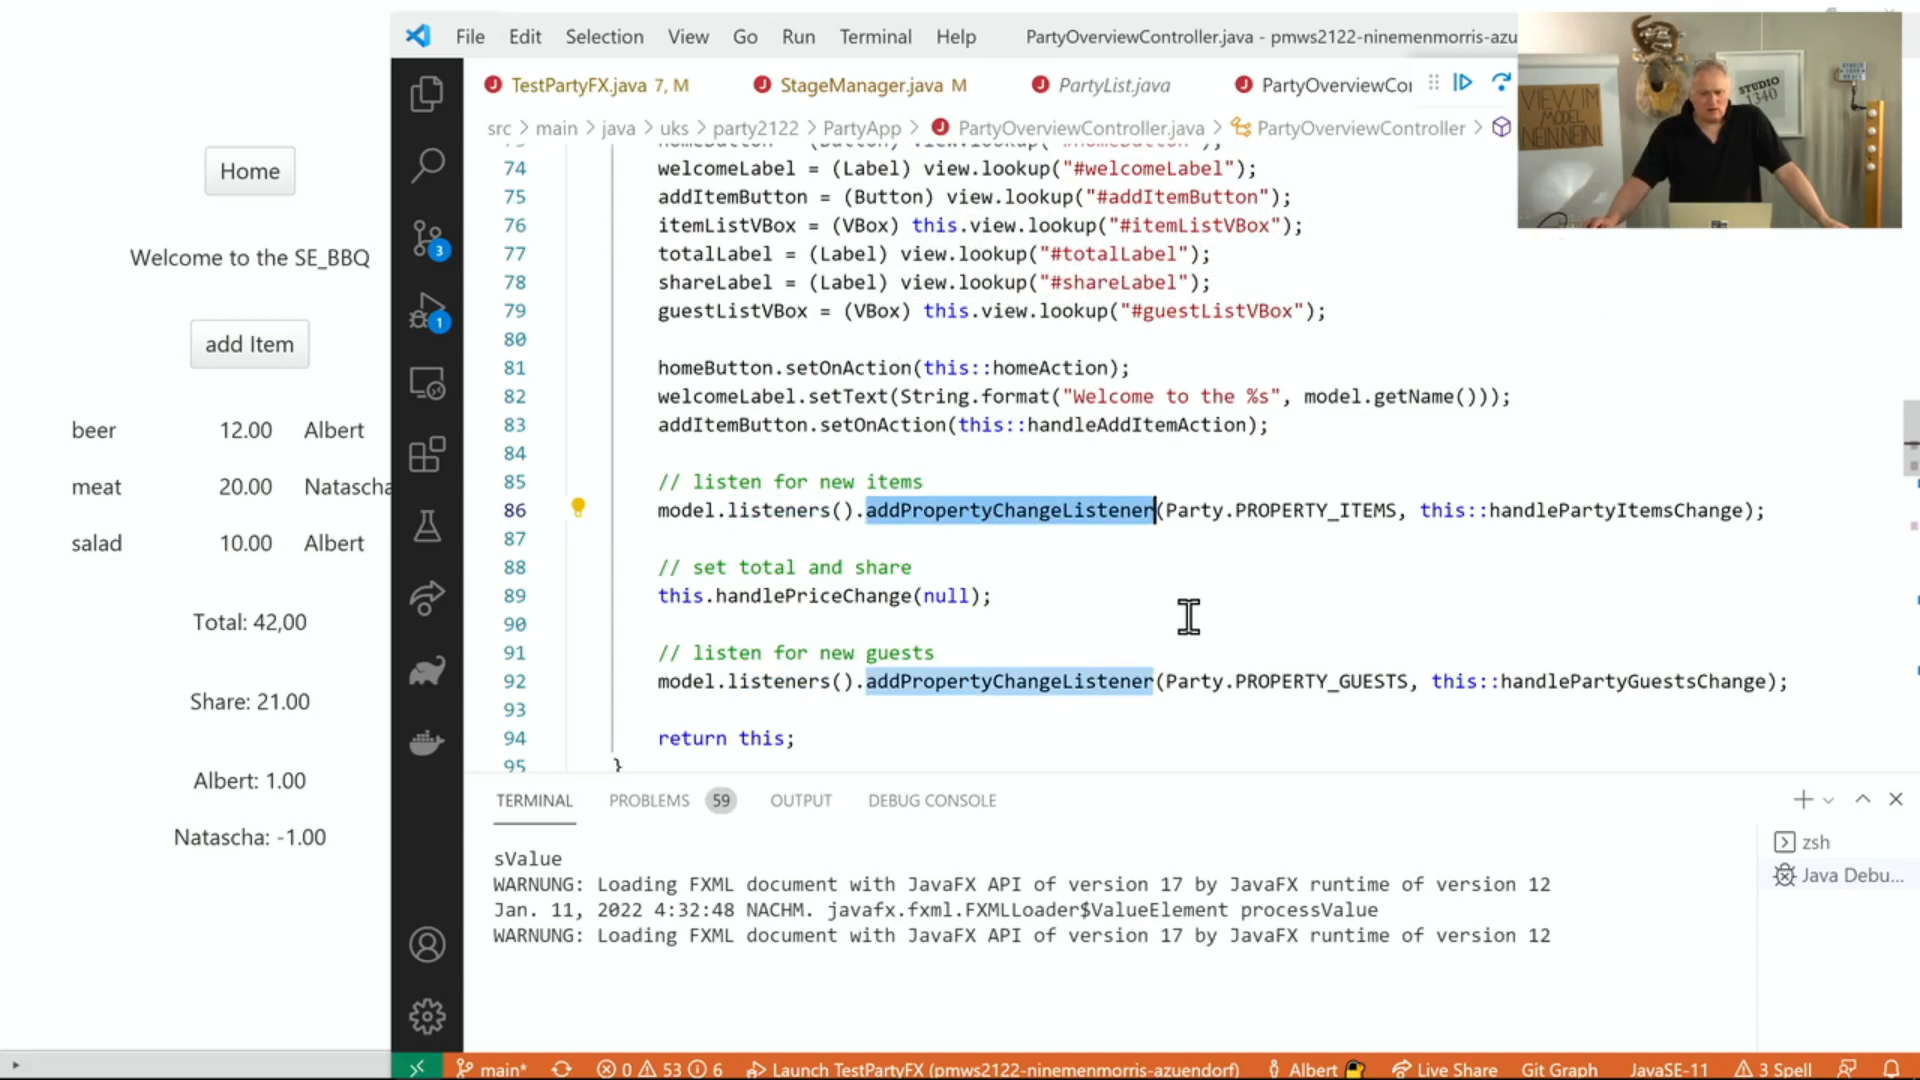 File Edit Selection View Go Run Terminal Help PartyOverviewController.java - pmws2122-ninemenmorris-azu
TestPartyFX.java 7, M StageManager.java M PartyList.java PartyOverviewCor
src > main > java > uks > party2122 > PartyApp > PartyOverviewController.java > PartyOverviewController >
74 welcomeLabel = (Label) view.lookup("#welcomeLabel");
75 addItemButton = (Button) view.lookup("#addItemButton");
76 itemListVBox = (VBox) this.view.lookup("#itemListVBox");
77 totalLabel = (Label) view.lookup("#totalLabel");
78 shareLabel = (Label) view.lookup("#shareLabel");
79 guestListVBox = (VBox) this.view.lookup("#guestListVBox");
80
81 homeButton.setOnAction(this::homeAction);
82 welcomeLabel.setText(String.format("Welcome to the %s", model.getName()));
83 addItemButton.setOnAction(this::handleAddItemAction);
84
85 // listen for new items
86 model.listeners().addPropertyChangeListener(Party.PROPERTY_ITEMS, this::handlePartyItemsChange);
87
88 // set total and share
89 this.handlePriceChange(null);
90
91 // listen for new guests
92 model.listeners().addPropertyChangeListener(Party.PROPERTY_GUESTS, this::handlePartyGuestsChange);
93
94 return this;
95 }
Home
Welcome to the SE_BBQ
add Item
beer 12.00 Albert
meat 20.00 Natascha
salad 10.00 Albert
Total: 42,00
Share: 21.00
Albert: 1.00
Natascha: -1.00
3
1
VIEW IM
MODEL
NEIN NEIN!
STUDIO
1340
TERMINAL PROBLEMS 59 OUTPUT DEBUG CONSOLE
sValue
WARNUNG: Loading FXML document with JavaFX API of version 17 by JavaFX runtime of version 12
Jan. 11, 2022 4:32:48 NACHM. javafx.fxml.FXMLLoader$ValueElement processValue
WARNUNG: Loading FXML document with JavaFX API of version 17 by JavaFX runtime of version 12
zsh
Java Debu...
main* 0 53 6 Launch TestPartyFX (pmws2122-ninemenmorris-azuendorf) Albert Live Share Git Graph JavaSE-11 3 Spell